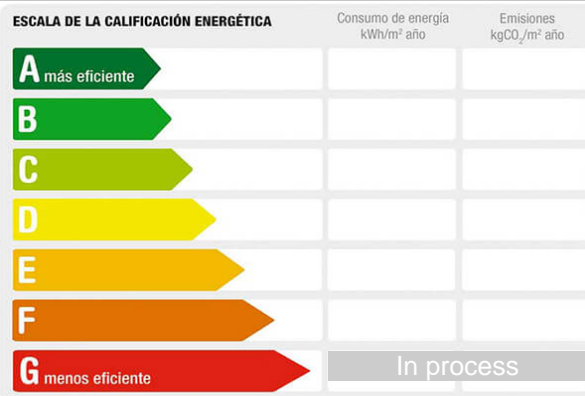 ESCALA DE LA CALIFICACIÓN ENERGÉTICA
Consumo de energía
kWh/m² año
Emisiones
kgCO₂/m² año
A más eficiente
B
C
D
E
F
G menos eficiente
In process